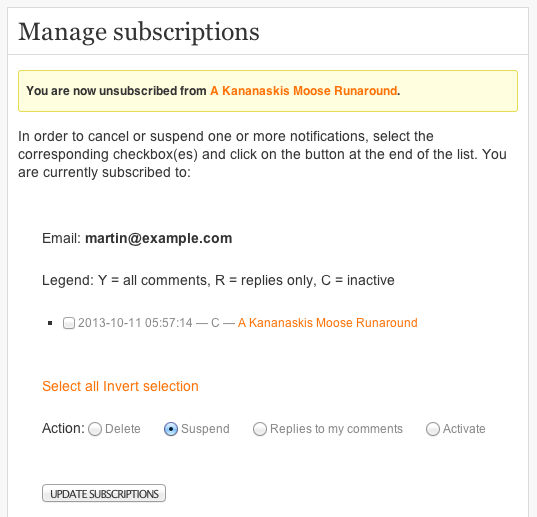 Manage subscriptions
You are now unsubscribed from A Kananaskis Moose Runaround.
In order to cancel or suspend one or more notifications, select the
corresponding checkbox(es) and click on the button at the end of the list. You
are currently subscribed to:
Email: martin@example.com
Legend: Y = all comments, R = replies only, C = inactive
2013-10-11 05:57:14 — C — A Kananaskis Moose Runaround
Select all Invert selection
Action: Delete Suspend Replies to my comments Activate
UPDATE SUBSCRIPTIONS